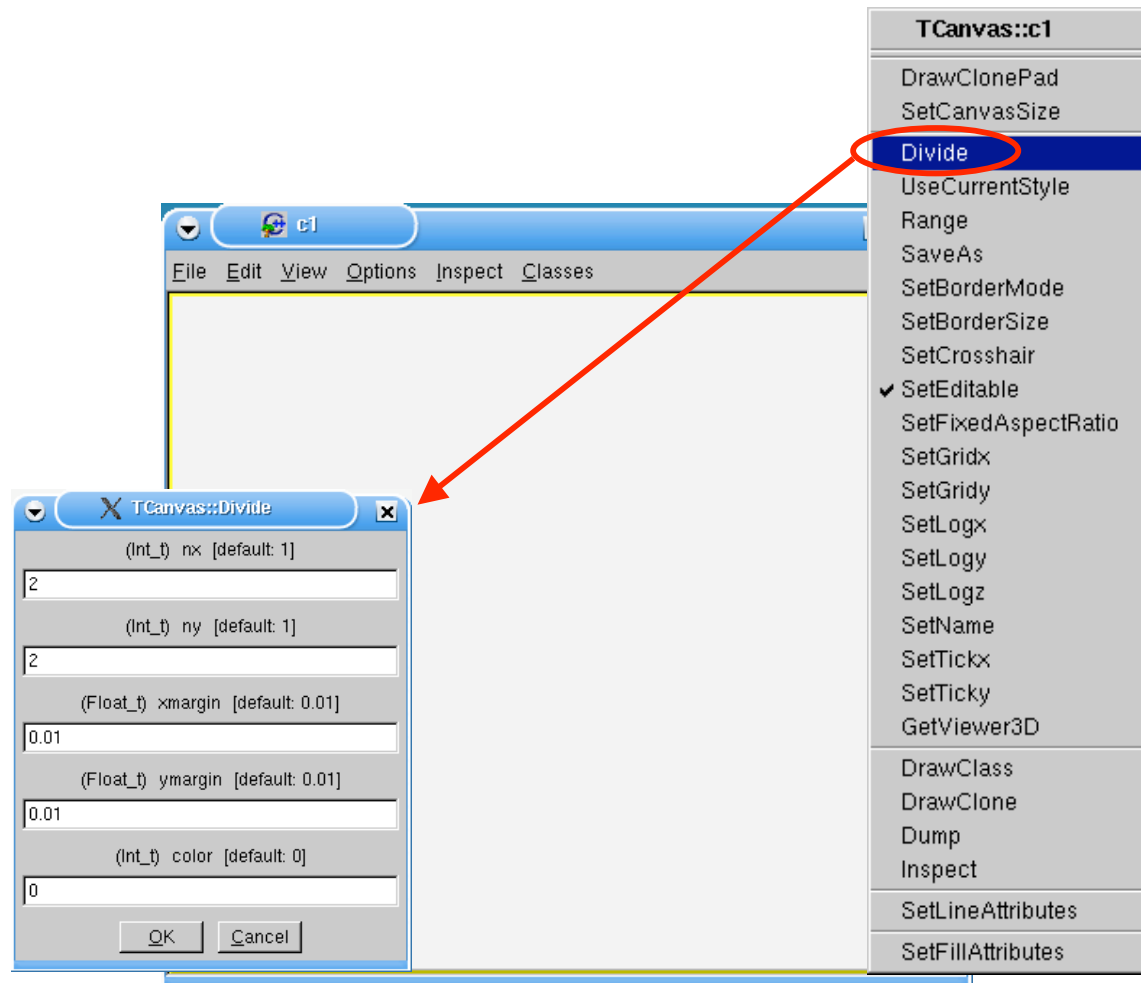 TCanvas::c1
DrawClonePad
SetCanvasSize
Divide
UseCurrentStyle
Range
SaveAs
SetBorderMode
SetBorderSize
SetCrosshair
SetEditable
SetFixedAspectRatio
SetGridx
SetGridy
SetLogx
SetLogy
SetLogz
SetName
SetTickx
SetTicky
GetViewer3D
DrawClass
DrawClone
Dump
Inspect
SetLineAttributes
SetFillAttributes
c1
File Edit View Options Inspect Classes
TCanvas::Divide
(Int_t) nx [default: 1]
2
(Int_t) ny [default: 1]
2
(Float_t) xmargin [default: 0.01]
0.01
(Float_t) ymargin [default: 0.01]
0.01
(Int_t) color [default: 0]
0
OK Cancel